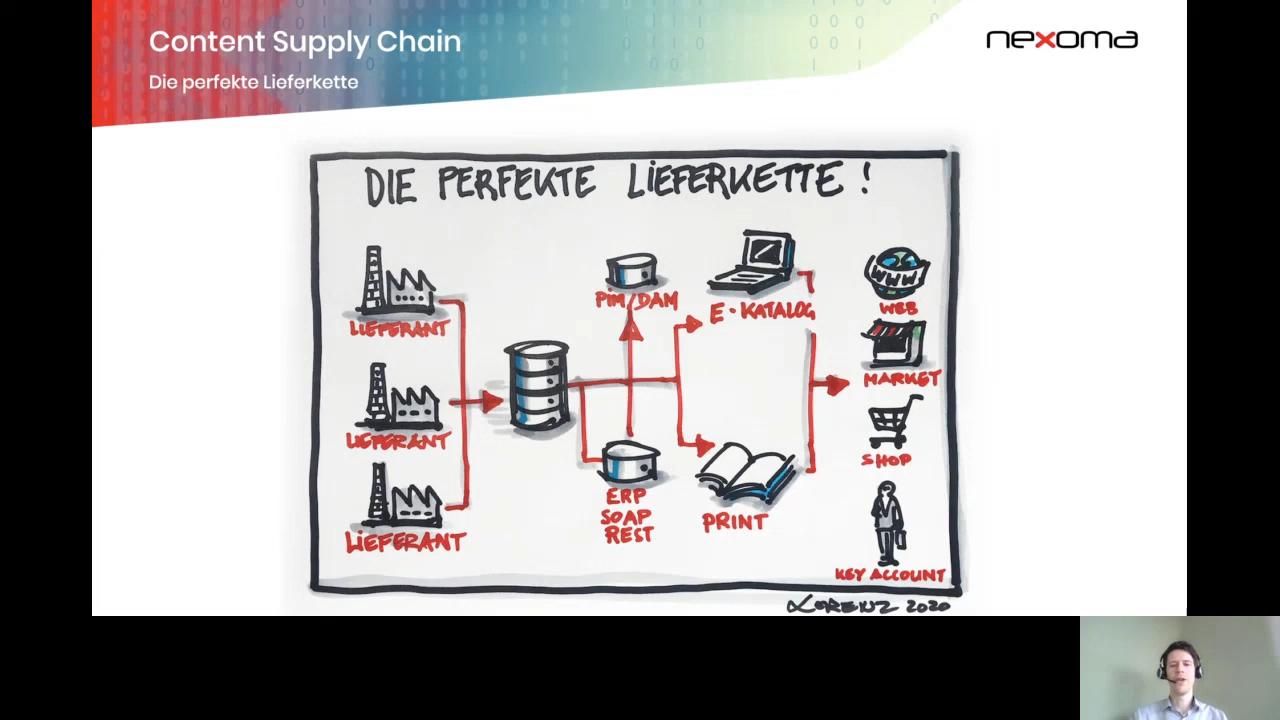 Content Supply Chain
Die perfekte Lieferkette
nexoma
DIE PERFEKTE LIEFERKETTE!
LIEFERANT
LIEFERANT
LIEFERANT
PIM/DAM
ERP
SOAP
REST
E-KATALOG
PRINT
WWW.
WEB
MARKET
SHOP
KEY ACCOUNT
LORENZ 2020